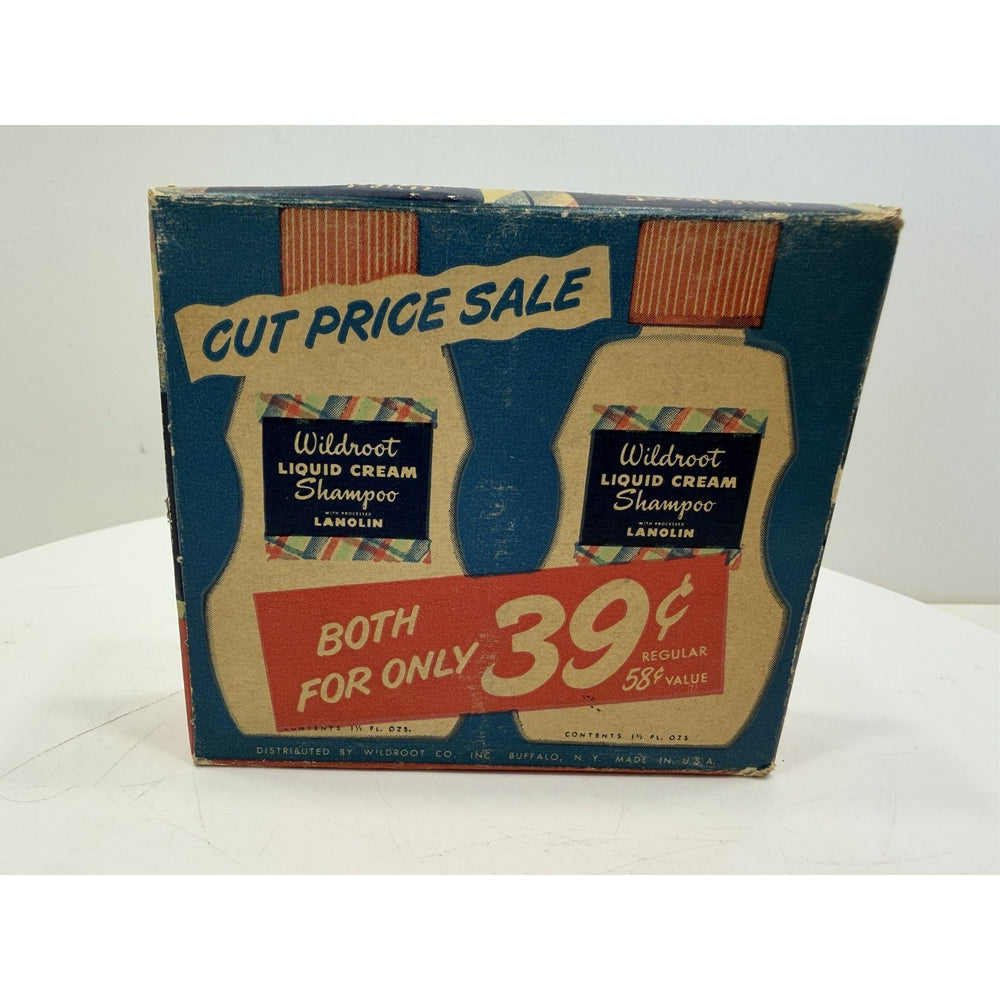 CUT PRICE SALE
Wildroot
LIQUID CREAM
Shampoo
WITH PROCESSED
LANOLIN
Wildroot
LIQUID CREAM
Shampoo
WITH PROCESSED
LANOLIN
BOTH
FOR ONLY
39¢
REGULAR
58¢ VALUE
CONTENTS 1½ FL. OZS.
CONTENTS 1½ FL. OZS
DISTRIBUTED BY WILDROOT CO. INC. BUFFALO, N.Y. MADE IN U.S.A.